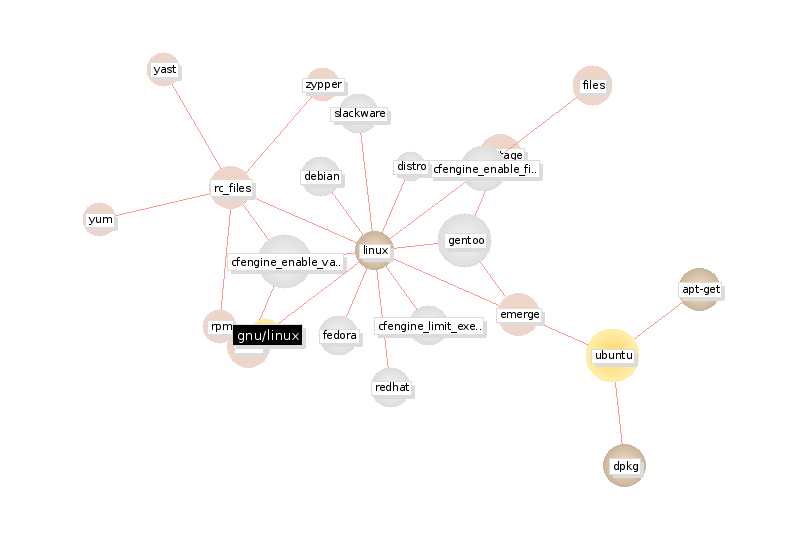 yast
zypper
files
slackware
tage
distro
cfengine_enable_fi..
debian
rc_files
yum
gentoo
linux
cfengine_enable_va..
apt-get
emerge
rpm
gnu/linux
fedora
cfengine_limit_exe..
ubuntu
redhat
dpkg